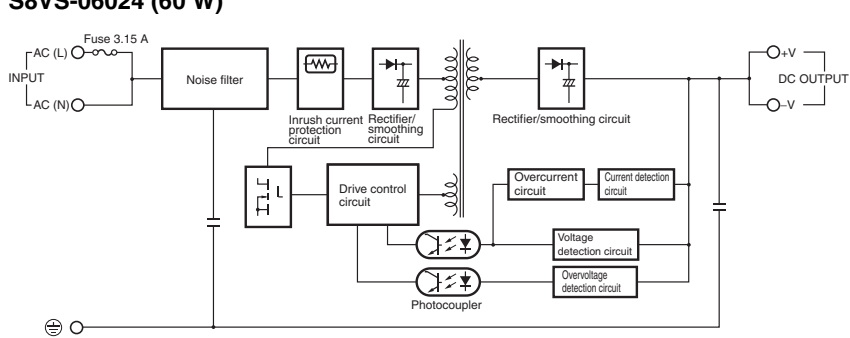 S8VS-06024 (60 W)
Fuse 3.15 A
AC (L)
INPUT
AC (N)
Noise filter
Inrush current
protection
circuit
Rectifier/
smoothing
circuit
Rectifier/smoothing circuit
+V
DC OUTPUT
–V
Drive control
circuit
Overcurrent
circuit
Current detection
circuit
Voltage
detection circuit
Overvoltage
detection circuit
Photocoupler